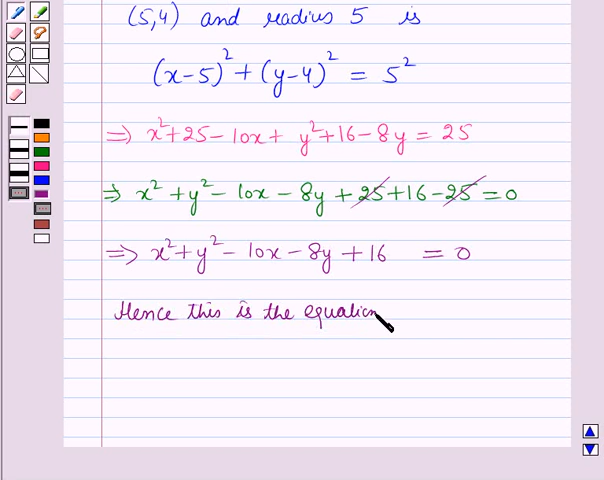 (5,4) and radius 5 is
(x-5)² + (y-4)² = 5²
⇒ x²+25-10x+ y²+16-8y = 25
⇒ x² + y² - 10x - 8y + 25 + 16 - 25 = 0
⇒ x² + y² - 10x - 8y + 16 = 0
Hence this is the equation